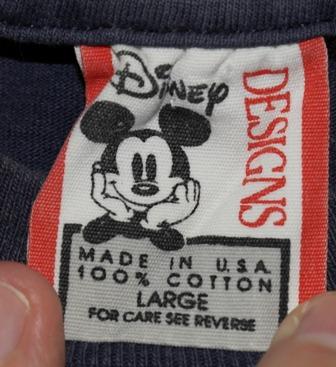 Disney
DESIGNS
MADE IN U.S.A.
100% COTTON
LARGE
FOR CARE SEE REVERSE